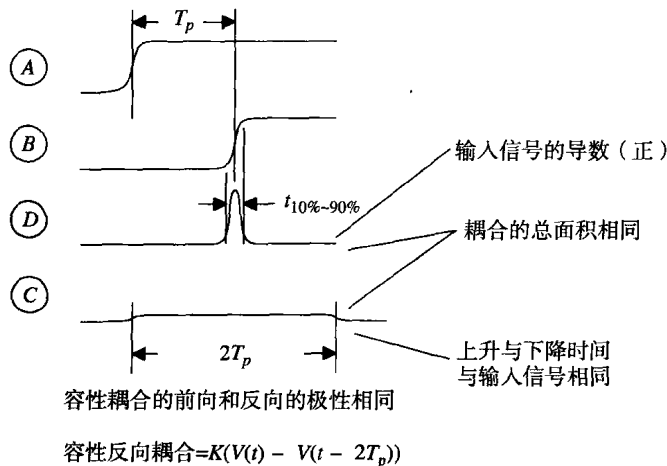 T_p
A
B
输入信号的导数（正）
D
t_{10%~90%}
耦合的总面积相同
C
2T_p
上升与下降时间
与输入信号相同
容性耦合的前向和反向的极性相同
容性反向耦合=K(V(t) − V(t − 2T_p))